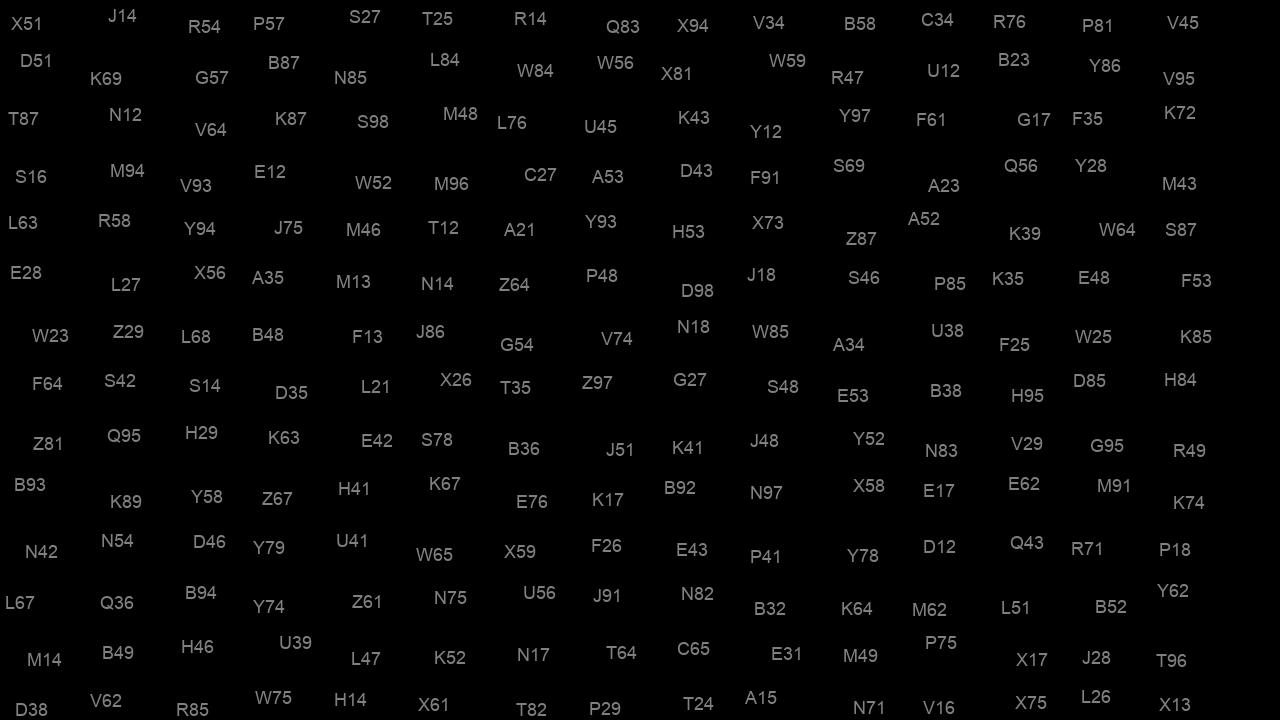 X51 J14 R54 P57 S27 T25 R14 Q83 X94 V34 B58 C34 R76 P81 V45
D51 K69 G57 B87 N85 L84 W84 W56 X81 W59 R47 U12 B23 Y86 V95
T87 N12 V64 K87 S98 M48 L76 U45 K43 Y12 Y97 F61 G17 F35 K72
S16 M94 V93 E12 W52 M96 C27 A53 D43 F91 S69 A23 Q56 Y28 M43
L63 R58 Y94 J75 M46 T12 A21 Y93 H53 X73 Z87 A52 K39 W64 S87
E28 L27 X56 A35 M13 N14 Z64 P48 D98 J18 S46 P85 K35 E48 F53
W23 Z29 L68 B48 F13 J86 G54 V74 N18 W85 A34 U38 F25 W25 K85
F64 S42 S14 D35 L21 X26 T35 Z97 G27 S48 E53 B38 H95 D85 H84
Z81 Q95 H29 K63 E42 S78 B36 J51 K41 J48 Y52 N83 V29 G95 R49
B93 K89 Y58 Z67 H41 K67 E76 K17 B92 N97 X58 E17 E62 M91 K74
N42 N54 D46 Y79 U41 W65 X59 F26 E43 P41 Y78 D12 Q43 R71 P18
L67 Q36 B94 Y74 Z61 N75 U56 J91 N82 B32 K64 M62 L51 B52 Y62
M14 B49 H46 U39 L47 K52 N17 T64 C65 E31 M49 P75 X17 J28 T96
D38 V62 R85 W75 H14 X61 T82 P29 T24 A15 N71 V16 X75 L26 X13